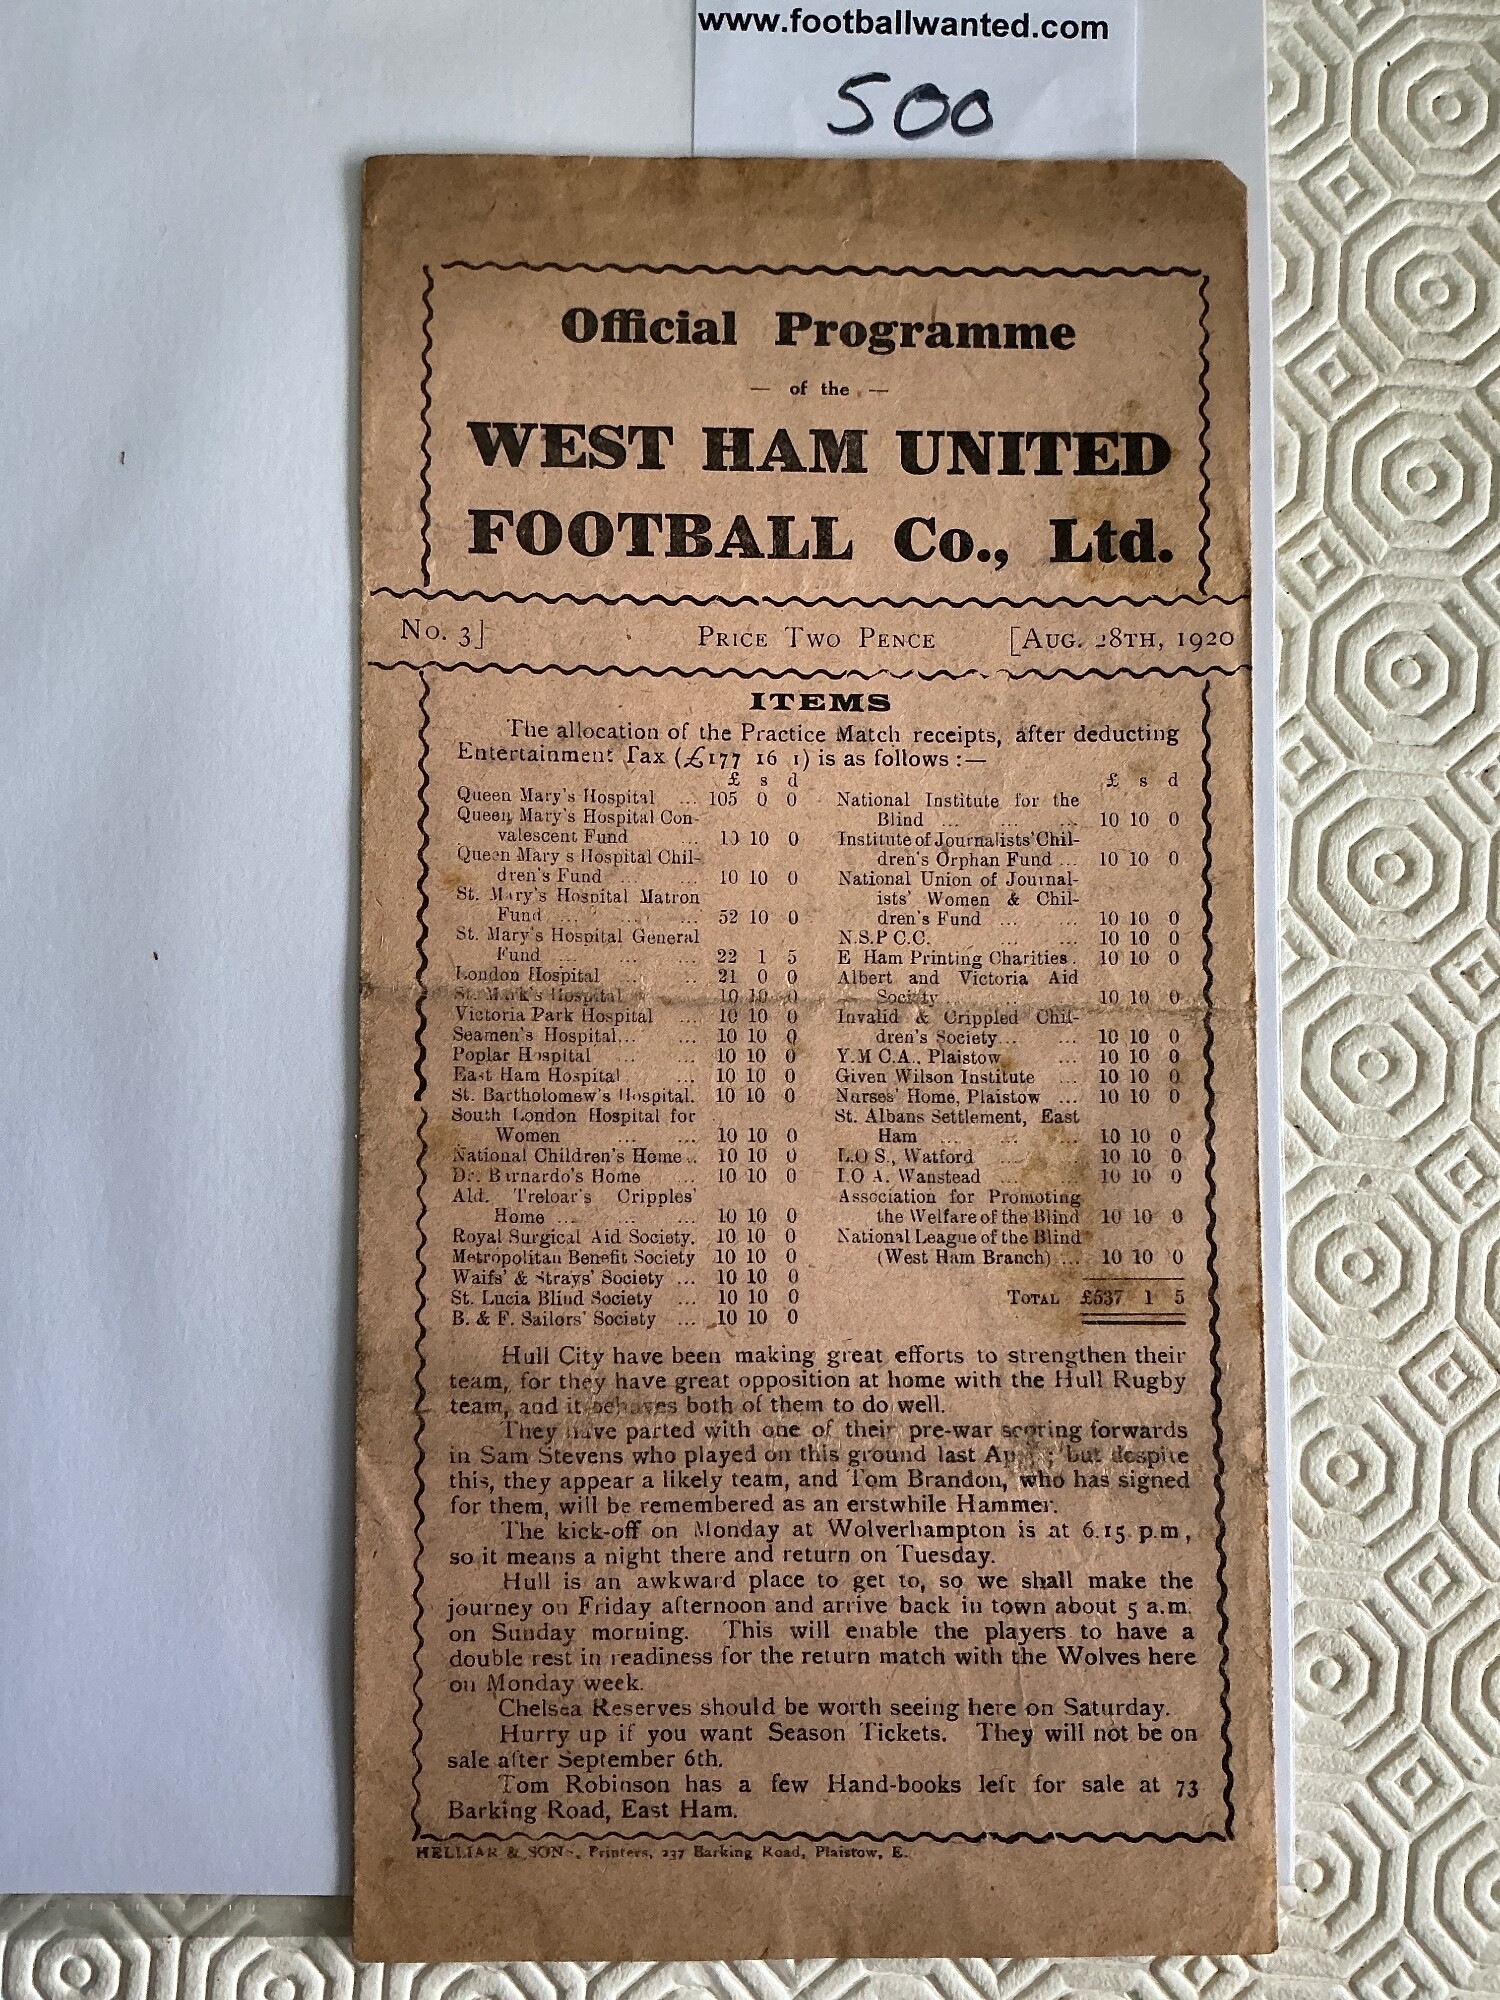 www.footballwanted.com
500
Official Programme
— of the —
WEST HAM UNITED
FOOTBALL Co., Ltd.
No. 3] PRICE TWO PENCE [AUG. 28TH, 1920
ITEMS
The allocation of the Practice Match receipts, after deducting
Entertainment Tax (£177 16 1) is as follows :—
£ s d
Queen Mary's Hospital ... 105 0 0
Queen Mary's Hospital Con-
valescent Fund ... 10 10 0
Queen Mary s Hospital Chil-
dren's Fund ... ... 10 10 0
St. Mary's Hospital Matron
Fund ... ... ... 52 10 0
St. Mary's Hospital General
Fund ... ... ... 22 1 5
London Hospital ... ... 21 0 0
St. Mark's Hospital 10 10 0
Victoria Park Hospital ... 10 10 0
Seamen's Hospital... ... 10 10 0
Poplar Hospital ... ... 10 10 0
East Ham Hospital ... 10 10 0
St. Bartholomew's Hospital. 10 10 0
South London Hospital for
Women ... ... 10 10 0
National Children's Home .. 10 10 0
Dr. Barnardo's Home ... 10 10 0
Ald. Treloar's Cripples'
Home ... ... ... 10 10 0
Royal Surgical Aid Society. 10 10 0
Metropolitan Benefit Society 10 10 0
Waifs' & Strays' Society ... 10 10 0
St. Lucia Blind Society ... 10 10 0
B. & F. Sailors' Society ... 10 10 0
£ s d
National Institute for the
Blind ... ... ... 10 10 0
Institute of Journalists' Chil-
dren's Orphan Fund ... 10 10 0
National Union of Journal-
ists' Women & Chil-
dren's Fund ... ... 10 10 0
N.S.P C.C. ... ... 10 10 0
E Ham Printing Charities . 10 10 0
Albert and Victoria Aid
Society ... ... 10 10 0
Invalid & Crippled Chil-
dren's Society... ... 10 10 0
Y.M C.A., Plaistow ... 10 10 0
Given Wilson Institute ... 10 10 0
Nurses' Home, Plaistow ... 10 10 0
St. Albans Settlement, East
Ham ... ... ... 10 10 0
L.O S., Watford ... ... 10 10 0
I.O A. Wanstead ... ... 10 10 0
Association for Promoting
the Welfare of the Blind 10 10 0
National League of the Blind
(West Ham Branch) ... 10 10 0
TOTAL £537 1 5
Hull City have been making great efforts to strengthen their
team, for they have great opposition at home with the Hull Rugby
team, and it behoves both of them to do well.
They have parted with one of their pre-war scoring forwards
in Sam Stevens who played on this ground last April; but despite
this, they appear a likely team, and Tom Brandon, who has signed
for them, will be remembered as an erstwhile Hammer.
The kick-off on Monday at Wolverhampton is at 6.15 p.m,
so it means a night there and return on Tuesday.
Hull is an awkward place to get to, so we shall make the
journey on Friday afternoon and arrive back in town about 5 a.m.
on Sunday morning. This will enable the players to have a
double rest in readiness for the return match with the Wolves here
on Monday week.
Chelsea Reserves should be worth seeing here on Saturday.
Hurry up if you want Season Tickets. They will not be on
sale after September 6th.
Tom Robinson has a few Hand-books left for sale at 73
Barking Road, East Ham.
HELLIAR & SONS, Printers, 237 Barking Road, Plaistow, E.